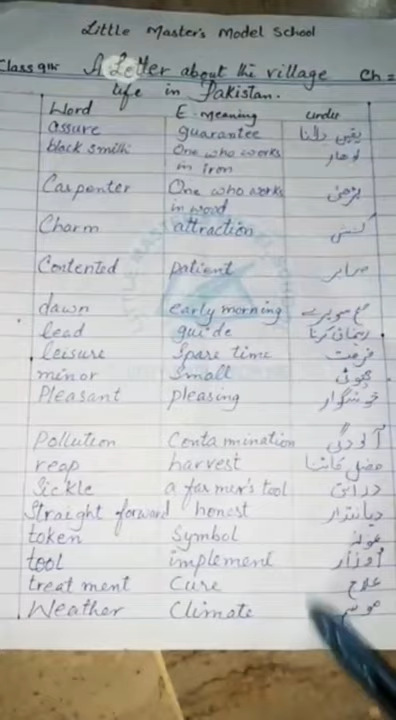 Little Master's Model School
Class 9th A Letter about the village Ch =
life in Pakistan.
Word E-meaning Urdu
assure guarantee یقین دلانا
black smith One who works لوہار
in iron
Carpenter One who works بڑھئی
in wood
Charm attraction کشش
Contented patient صابر
dawn early morning صبح سویرے
lead guide رہنمائی کرنا
leisure Spare time فرصت
minor Small
Pleasant pleasing خوشگوار
Pollution Contamination آلودگی
reap harvest فصل کاٹنا
Sickle a farmer's tool درانتی
Straight forward honest دیانتدار
token Symbol
tool implement اوزار
treatment Cure علاج
Weather Climate موسم